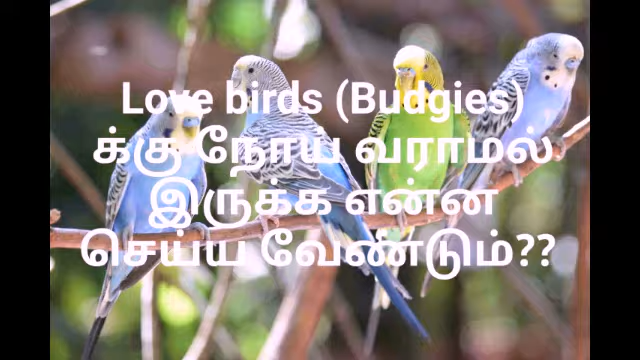 Love birds (Budgies)
க்கு நோய் வராமல்
இருக்க என்ன
செய்ய வேண்டும்??